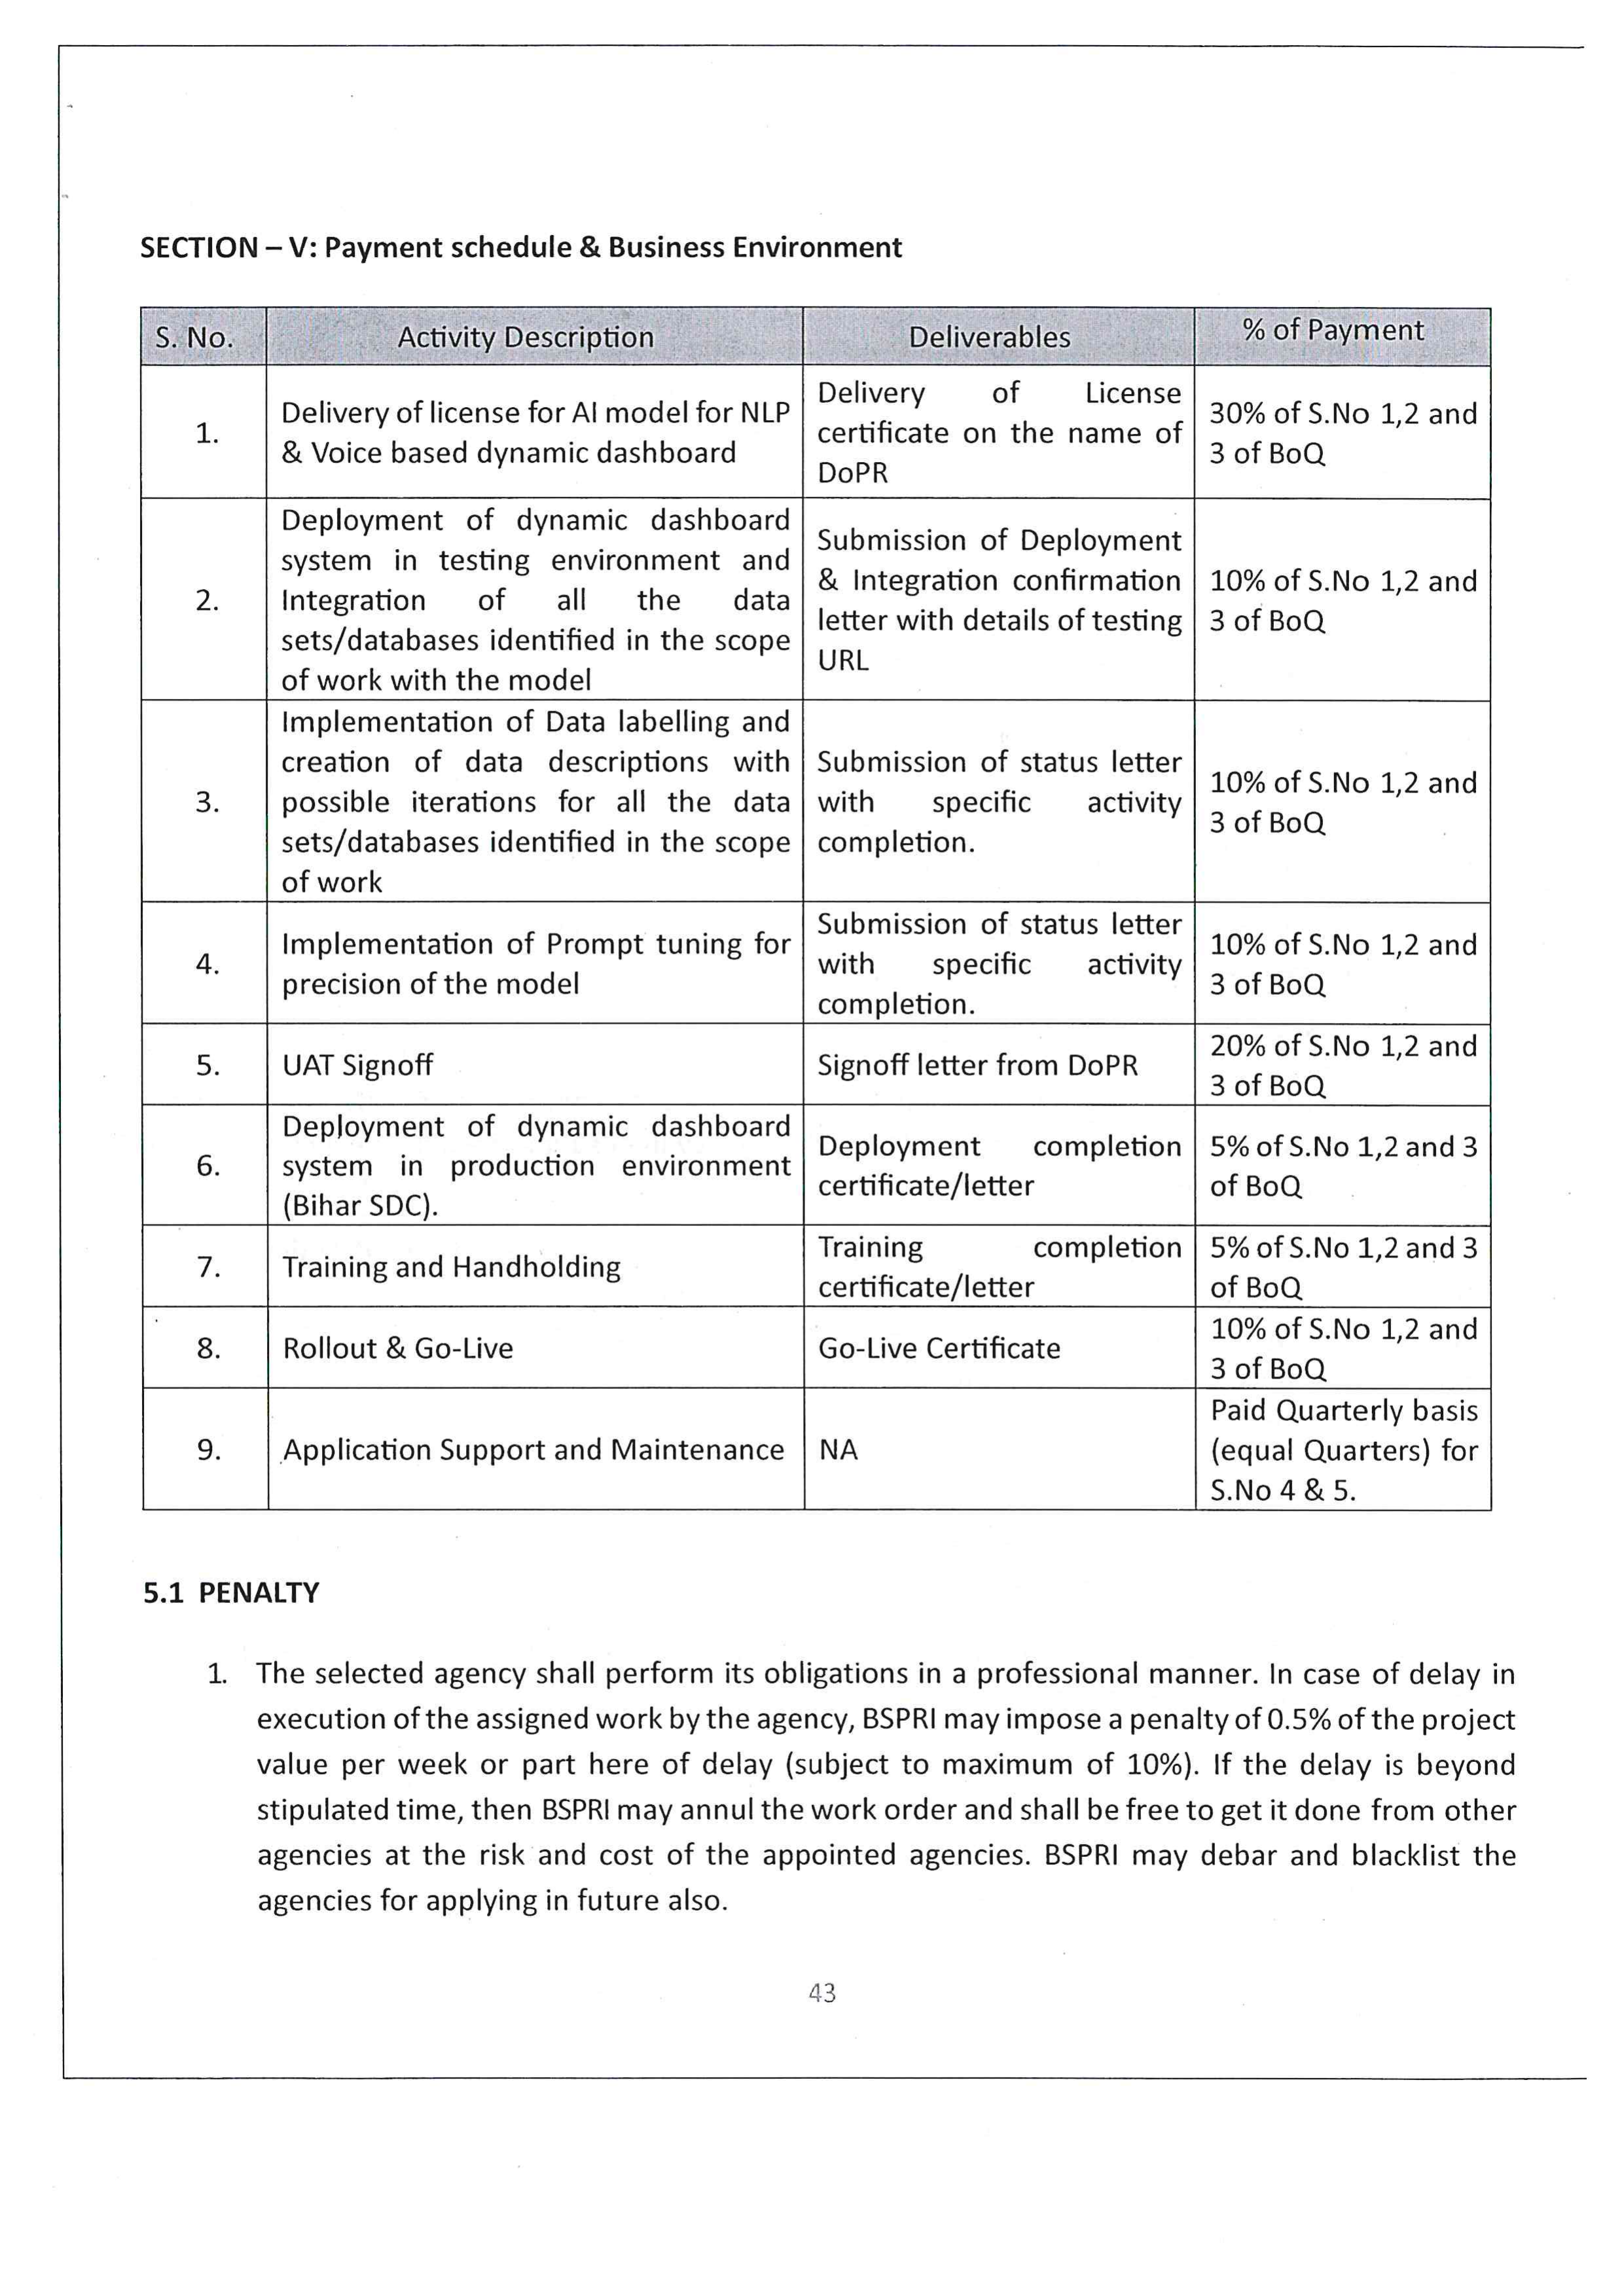 SECTION – V: Payment schedule & Business Environment
S. No.
Activity Description
Deliverables
% of Payment
1.
Delivery of license for AI model for NLP
& Voice based dynamic dashboard
Delivery of License
certificate on the name of
DoPR
30% of S.No 1,2 and
3 of BoQ
2.
Deployment of dynamic dashboard
system in testing environment and
Integration of all the data
sets/databases identified in the scope
of work with the model
Submission of Deployment
& Integration confirmation
letter with details of testing
URL
10% of S.No 1,2 and
3 of BoQ
3.
Implementation of Data labelling and
creation of data descriptions with
possible iterations for all the data
sets/databases identified in the scope
of work
Submission of status letter
with specific activity
completion.
10% of S.No 1,2 and
3 of BoQ
4.
Implementation of Prompt tuning for
precision of the model
Submission of status letter
with specific activity
completion.
10% of S.No 1,2 and
3 of BoQ
5.
UAT Signoff
Signoff letter from DoPR
20% of S.No 1,2 and
3 of BoQ
6.
Deployment of dynamic dashboard
system in production environment
(Bihar SDC).
Deployment completion
certificate/letter
5% of S.No 1,2 and 3
of BoQ
7.
Training and Handholding
Training completion
certificate/letter
5% of S.No 1,2 and 3
of BoQ
8.
Rollout & Go-Live
Go-Live Certificate
10% of S.No 1,2 and
3 of BoQ
9.
Application Support and Maintenance
NA
Paid Quarterly basis
(equal Quarters) for
S.No 4 & 5.
5.1 PENALTY
1. The selected agency shall perform its obligations in a professional manner. In case of delay in
execution of the assigned work by the agency, BSPRI may impose a penalty of 0.5% of the project
value per week or part here of delay (subject to maximum of 10%). If the delay is beyond
stipulated time, then BSPRI may annul the work order and shall be free to get it done from other
agencies at the risk and cost of the appointed agencies. BSPRI may debar and blacklist the
agencies for applying in future also.
43